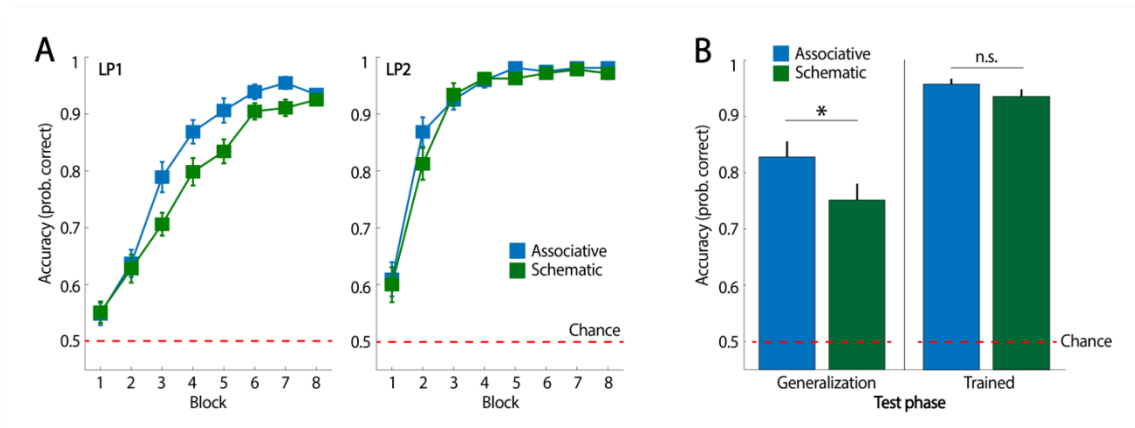 A
LP1
Accuracy (prob. correct)
1
0.9
0.8
0.7
0.6
0.5
1 2 3 4 5 6 7 8
Block
LP2
1
0.9
0.8
0.7
0.6
0.5
Associative
Schematic
Chance
1 2 3 4 5 6 7 8
Block
B
Associative
Schematic
Accuracy (prob. correct)
1
0.9
0.8
0.7
0.6
0.5
*
n.s.
Chance
Generalization Trained
Test phase